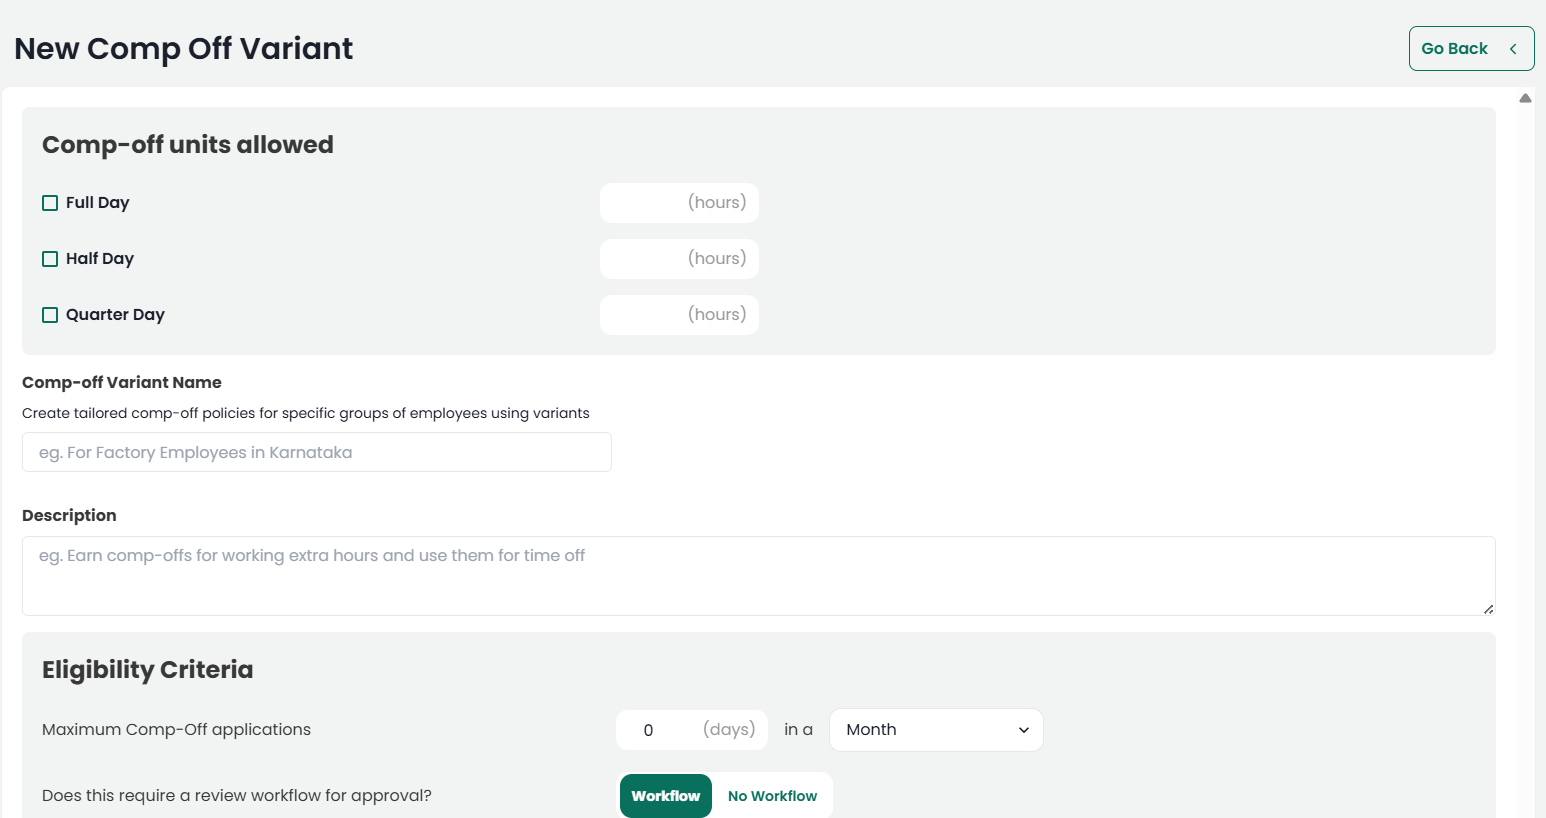 New Comp Off Variant
Go Back
Comp-off units allowed
Full Day (hours)
Half Day (hours)
Quarter Day (hours)
Comp-off Variant Name
Create tailored comp-off policies for specific groups of employees using variants
eg. For Factory Employees in Karnataka
Description
eg. Earn comp-offs for working extra hours and use them for time off
Eligibility Criteria
Maximum Comp-Off applications 0 (days) in a Month
Does this require a review workflow for approval? Workflow No Workflow